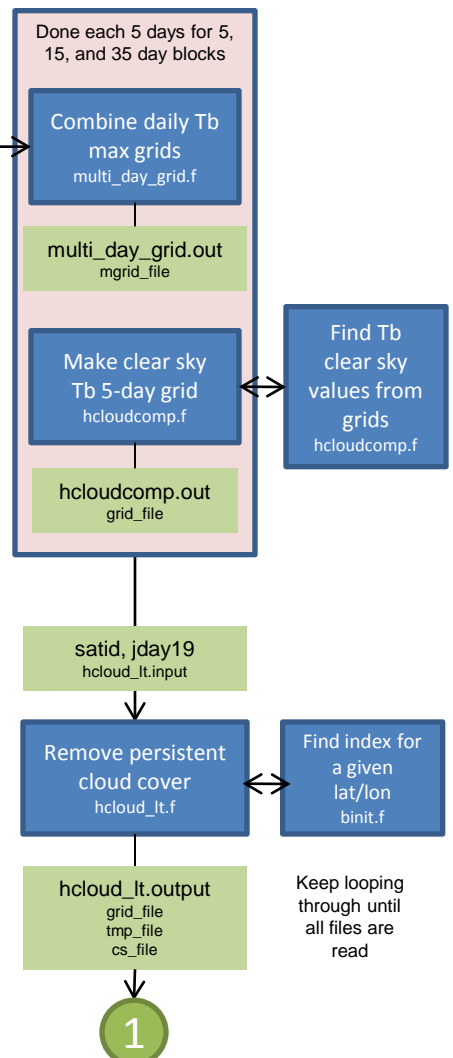 Done each 5 days for 5,
15, and 35 day blocks
Combine daily Tb
max grids
multi_day_grid.f
multi_day_grid.out
mgrid_file
Make clear sky
Tb 5-day grid
hcloudcomp.f
Find Tb
clear sky
values from
grids
hcloudcomp.f
hcloudcomp.out
grid_file
satid, jday19
hcloud_lt.input
Remove persistent
cloud cover
hcloud_lt.f
Find index for
a given
lat/lon
binit.f
hcloud_lt.output
grid_file
tmp_file
cs_file
Keep looping
through until
all files are
read
1